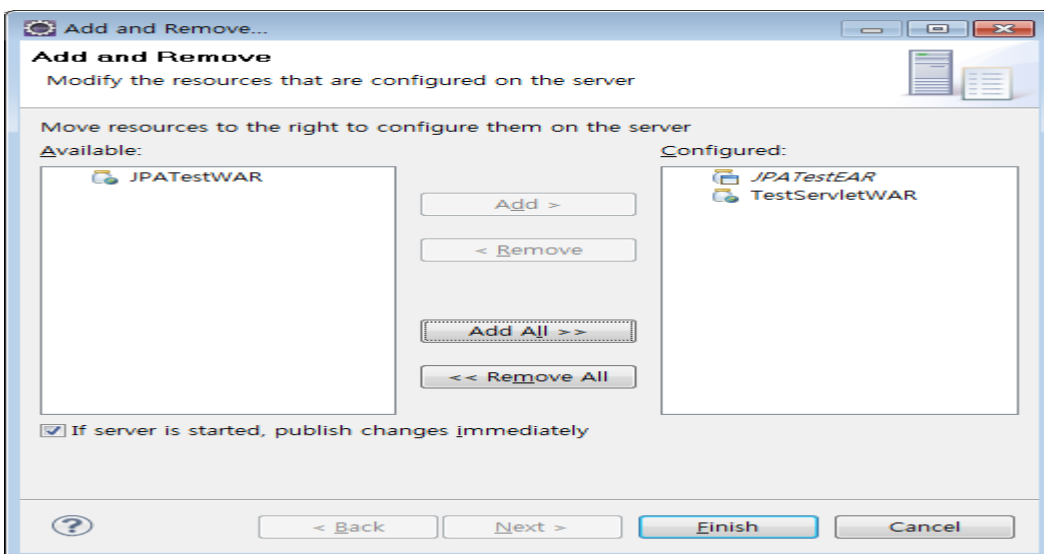 Add and Remove...
Add and Remove
Modify the resources that are configured on the server
Move resources to the right to configure them on the server
Available:
Configured:
JPATestWAR
JPATestEAR
TestServletWAR
Add >
< Remove
Add All >>
<< Remove All
If server is started, publish changes immediately
?
< Back
Next >
Finish
Cancel